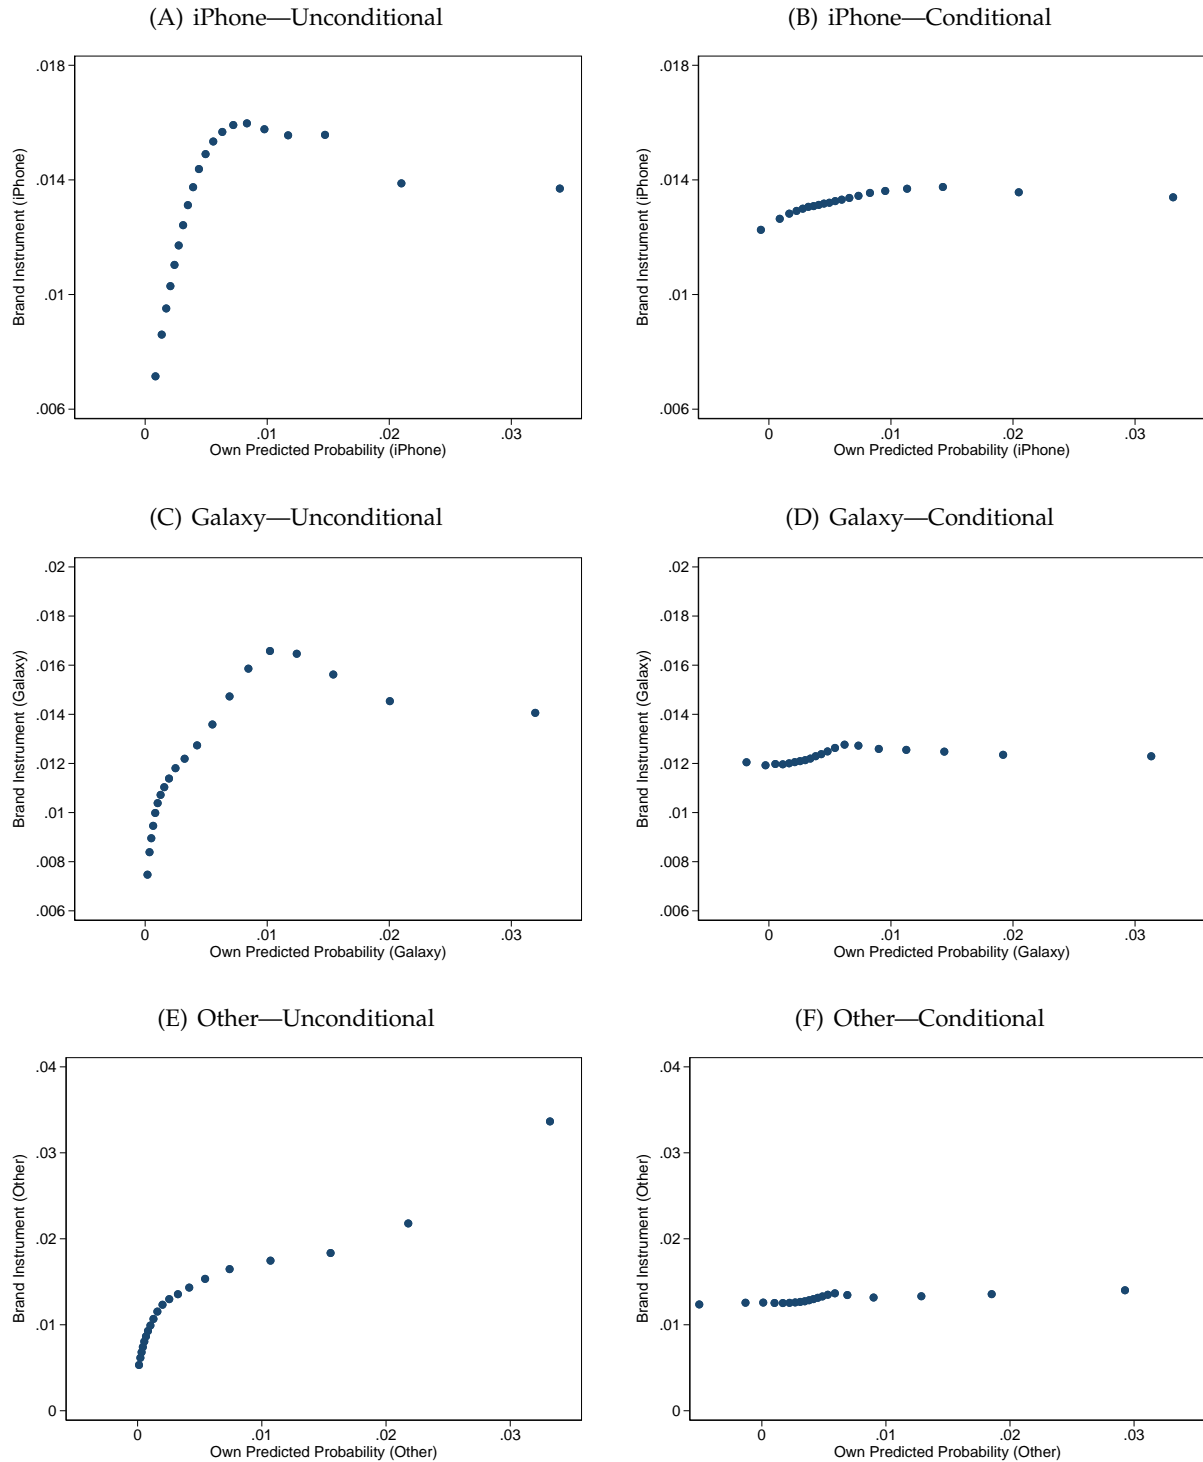 (A) iPhone—Unconditional
.018
.014
.01
.006
Brand Instrument (iPhone)
0 .01 .02 .03
Own Predicted Probability (iPhone)
(B) iPhone—Conditional
.018
.014
.01
.006
Brand Instrument (iPhone)
0 .01 .02 .03
Own Predicted Probability (iPhone)
(C) Galaxy—Unconditional
.02
.018
.016
.014
.012
.01
.008
.006
Brand Instrument (Galaxy)
0 .01 .02 .03
Own Predicted Probability (Galaxy)
(D) Galaxy—Conditional
.02
.018
.016
.014
.012
.01
.008
.006
Brand Instrument (Galaxy)
0 .01 .02 .03
Own Predicted Probability (Galaxy)
(E) Other—Unconditional
.04
.03
.02
.01
0
Brand Instrument (Other)
0 .01 .02 .03
Own Predicted Probability (Other)
(F) Other—Conditional
.04
.03
.02
.01
0
Brand Instrument (Other)
0 .01 .02 .03
Own Predicted Probability (Other)